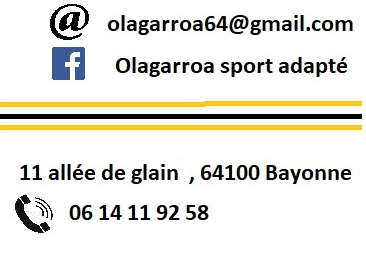 @ olagarroa64@gmail.com
f Olagarroa sport adapté
11 allée de glain , 64100 Bayonne
06 14 11 92 58